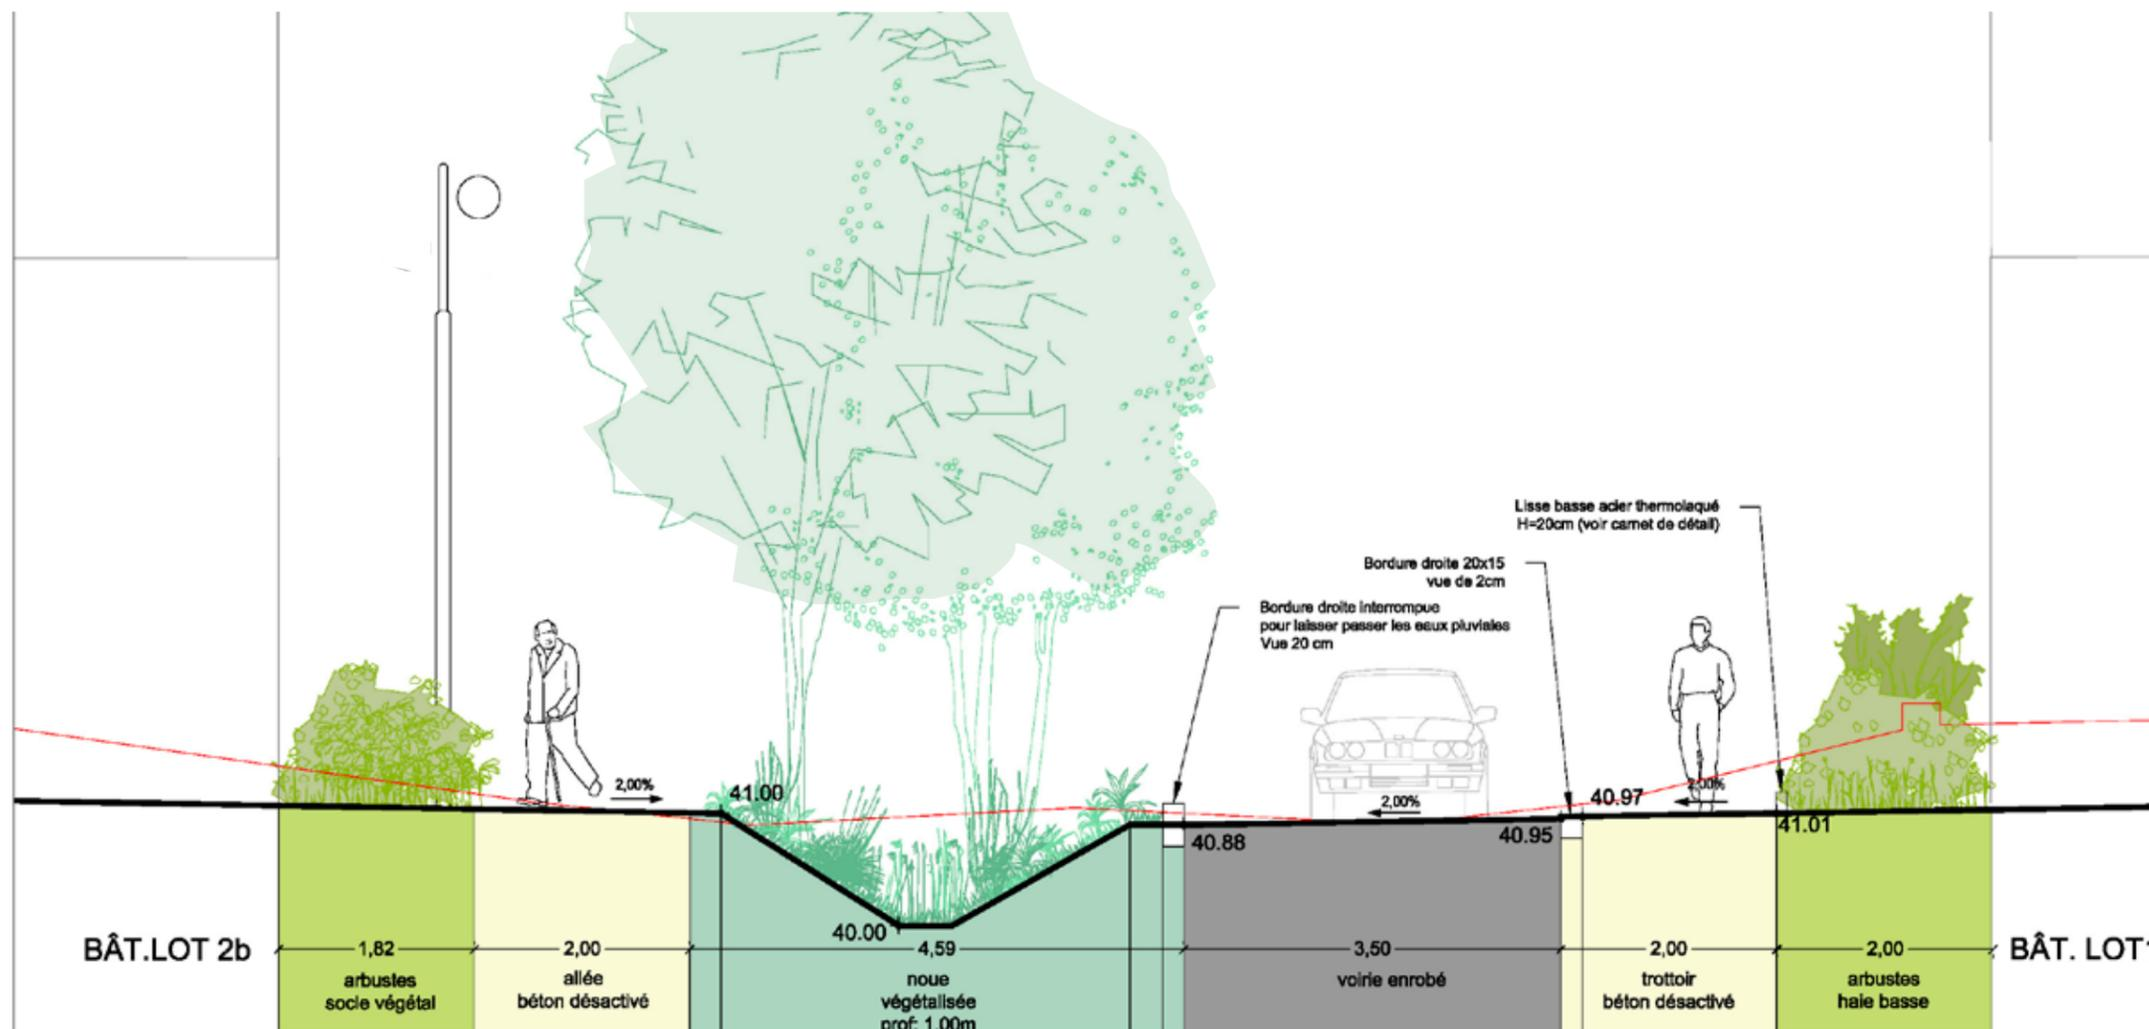 Lisse basse acier thermolaqué
H=20cm (voir carnet de détail)
Bordure droite 20x15
vue de 2cm
Bordure droite interrompue
pour laisser passer les eaux pluviales
Vue 20 cm
2,00%
41.00
2,00%
40.97
2,00%
40.88
40.95
41.01
40.00
BÂT.LOT 2b
1,82
2,00
4,59
3,50
2,00
2,00
BÂT. LOT
arbustes
socle végétal
allée
béton désactivé
noue
végétalisée
prof: 1.00m
voirie enrobé
trottoir
béton désactivé
arbustes
haie basse